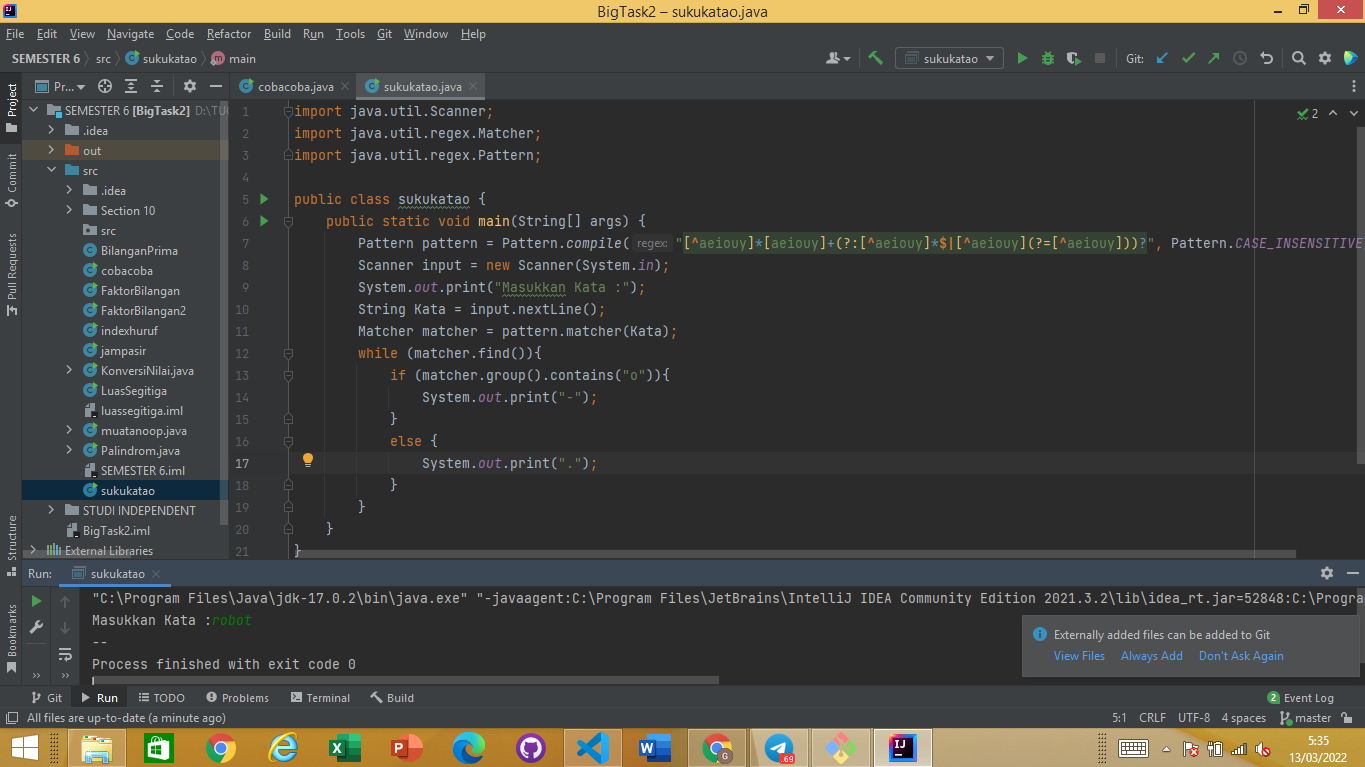 BigTask2 – sukukatao.java
File Edit View Navigate Code Refactor Build Run Tools Git Window Help
SEMESTER 6 src sukukatao main
sukukatao
Git:
Project
Commit
Pull Requests
Structure
Bookmarks
Pr...
SEMESTER 6 [BigTask2] D:\TUG
.idea
out
src
.idea
Section 10
src
BilanganPrima
cobacoba
FaktorBilangan
FaktorBilangan2
indexhuruf
jampasir
KonversiNilai.java
LuasSegitiga
luassegitiga.iml
muatanoop.java
Palindrom.java
SEMESTER 6.iml
sukukatao
STUDI INDEPENDENT
BigTask2.iml
External Libraries
cobacoba.java
sukukatao.java
2
1 import java.util.Scanner;
2 import java.util.regex.Matcher;
3 import java.util.regex.Pattern;
4
5 public class sukukatao {
6 public static void main(String[] args) {
7 Pattern pattern = Pattern.compile( regex: "[^aeiouy]*[aeiouy]+(?:[^aeiouy]*$|[^aeiouy](?=[^aeiouy]))?", Pattern.CASE_INSENSITIVE
8 Scanner input = new Scanner(System.in);
9 System.out.print("Masukkan Kata :");
10 String Kata = input.nextLine();
11 Matcher matcher = pattern.matcher(Kata);
12 while (matcher.find()){
13 if (matcher.group().contains("o")){
14 System.out.print("-");
15 }
16 else {
17 System.out.print(".");
18 }
19 }
20 }
21 }
Run: sukukatao
"C:\Program Files\Java\jdk-17.0.2\bin\java.exe" "-javaagent:C:\Program Files\JetBrains\IntelliJ IDEA Community Edition 2021.3.2\lib\idea_rt.jar=52848:C:\Progra
Masukkan Kata :robot
--
Process finished with exit code 0
Externally added files can be added to Git
View Files Always Add Don't Ask Again
Git Run TODO Problems Terminal Build
2 Event Log
All files are up-to-date (a minute ago)
5:1 CRLF UTF-8 4 spaces master
.69
5:35
13/03/2022